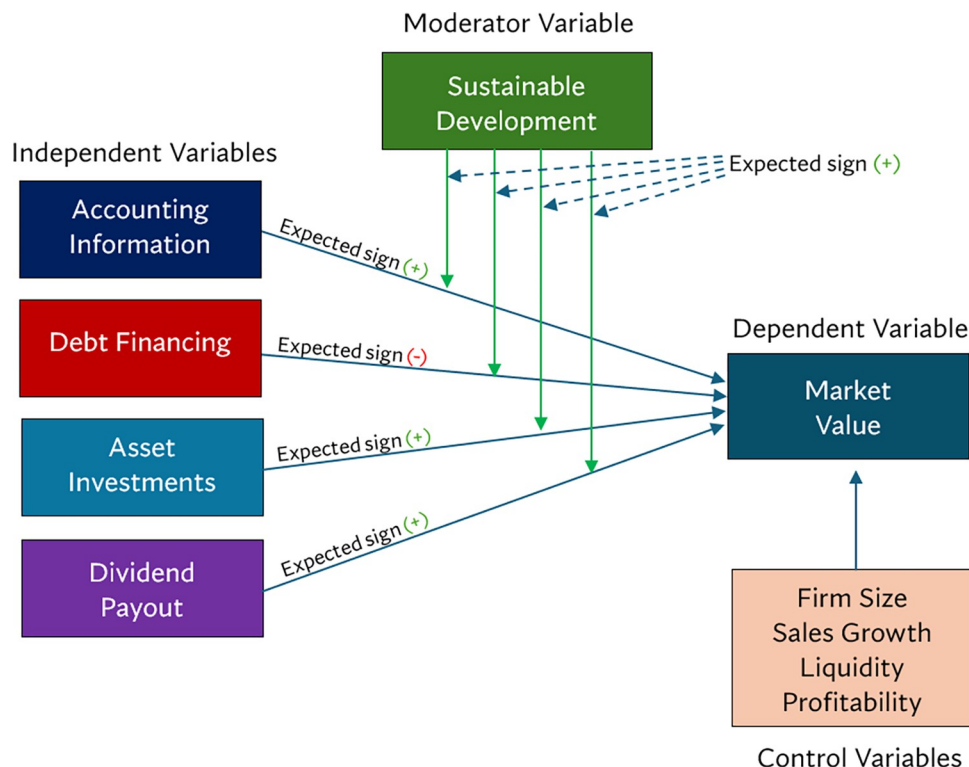 Moderator Variable
Sustainable
Development
Independent Variables
Expected sign (+)
Accounting
Information
Expected sign (+)
Debt Financing
Expected sign (-)
Dependent Variable
Market
Value
Asset
Investments
Expected sign (+)
Dividend
Payout
Expected sign (+)
Firm Size
Sales Growth
Liquidity
Profitability
Control Variables